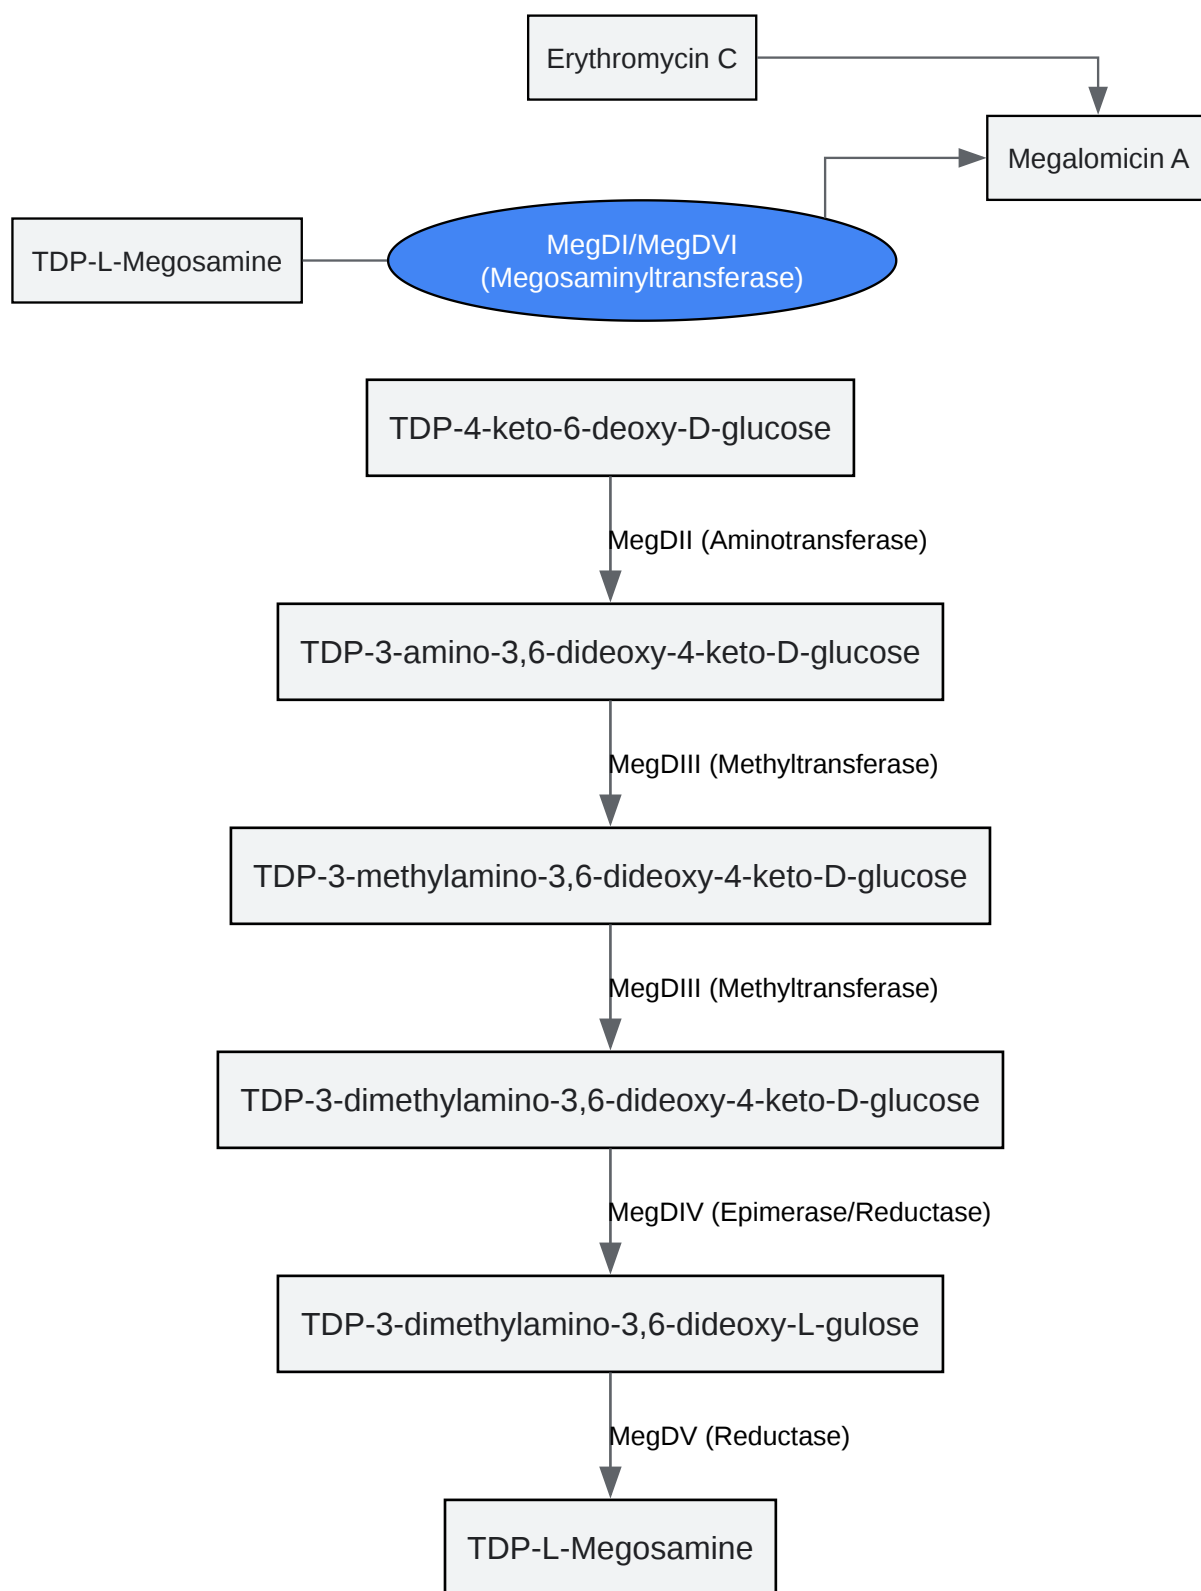 Erythromycin C
Megalomicin A
TDP-L-Megosamine
MegDI/MegDVI
(Megosaminyltransferase)
TDP-4-keto-6-deoxy-D-glucose
MegDII (Aminotransferase)
TDP-3-amino-3,6-dideoxy-4-keto-D-glucose
MegDIII (Methyltransferase)
TDP-3-methylamino-3,6-dideoxy-4-keto-D-glucose
MegDIII (Methyltransferase)
TDP-3-dimethylamino-3,6-dideoxy-4-keto-D-glucose
MegDIV (Epimerase/Reductase)
TDP-3-dimethylamino-3,6-dideoxy-L-gulose
MegDV (Reductase)
TDP-L-Megosamine